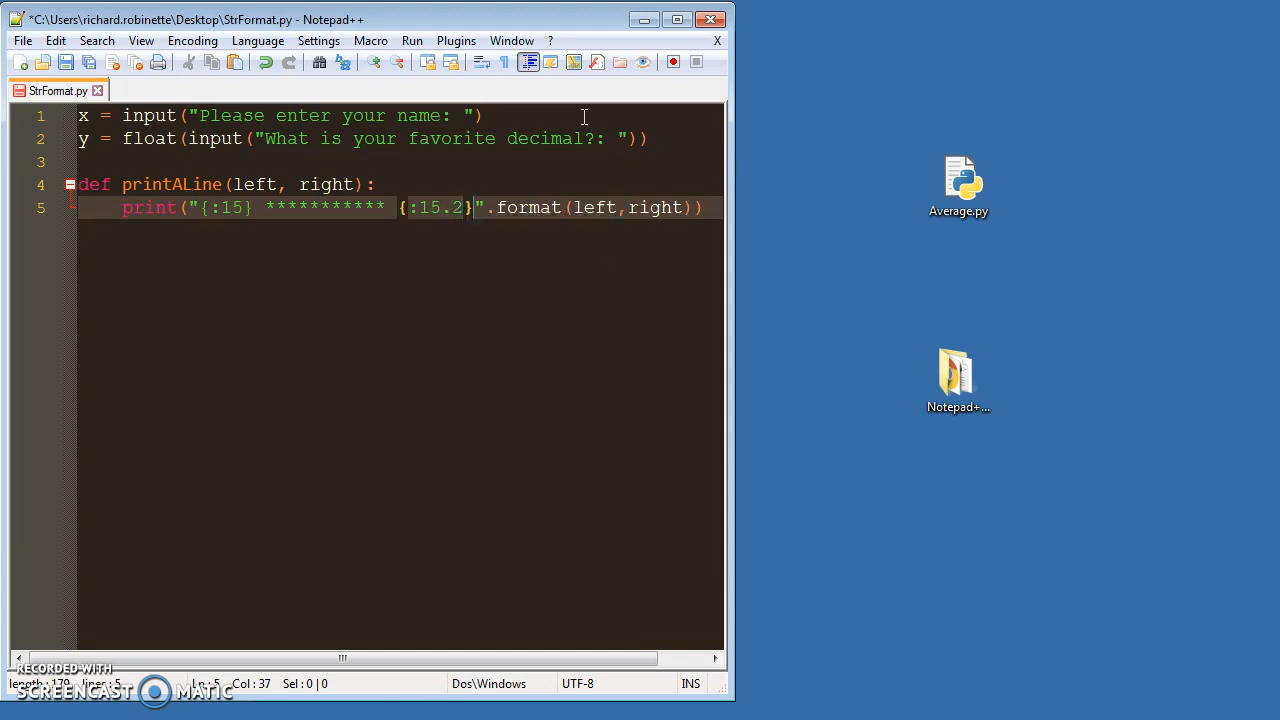 *C:\Users\richard.robinette\Desktop\StrFormat.py - Notepad++
File Edit Search View Encoding Language Settings Macro Run Plugins Window ? X
StrFormat.py
1 x = input("Please enter your name: ")
2 y = float(input("What is your favorite decimal?: "))
3
4 def printALine(left, right):
5 print("{:15} *********** {:15.2}".format(left,right))
Average.py
Notepad+...
RECORDED WITH
SCREENCAST MATIC
length : 179 lines : 5 Ln : 5 Col : 37 Sel : 0 | 0 Dos\Windows UTF-8 INS